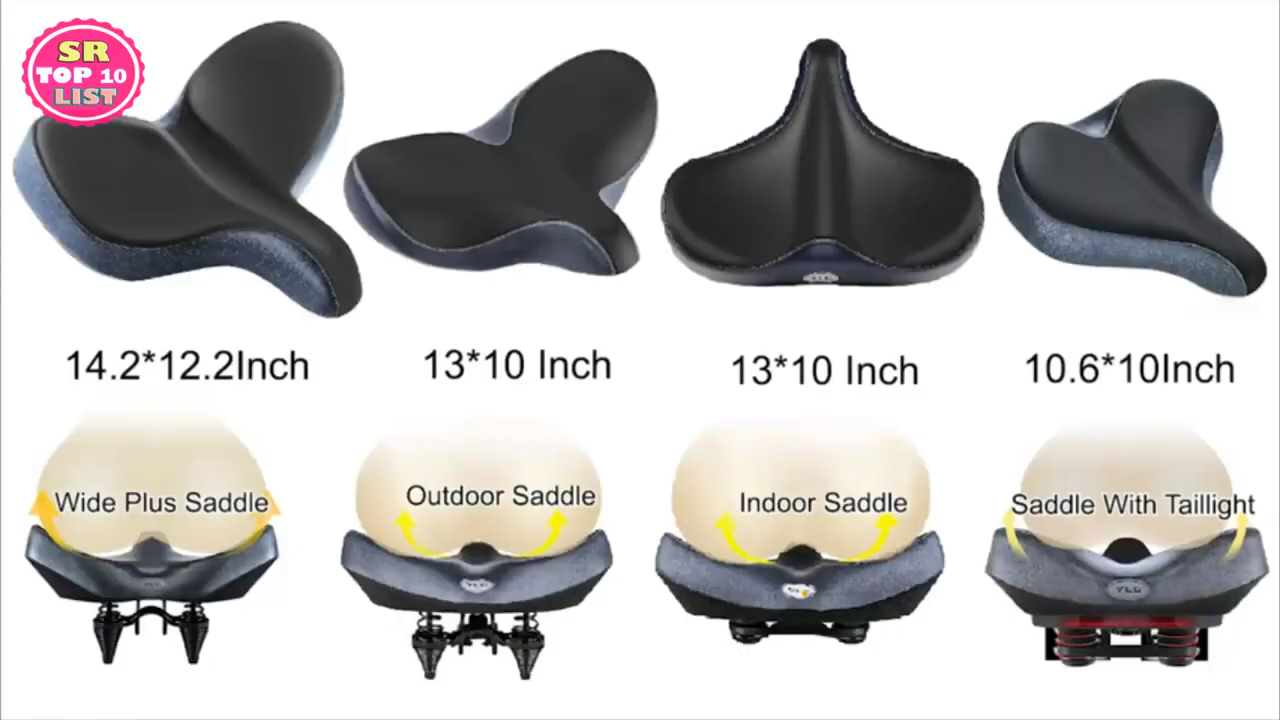 SR
TOP 10
LIST
14.2*12.2Inch
13*10 Inch
13*10 Inch
10.6*10Inch
Wide Plus Saddle
Outdoor Saddle
Indoor Saddle
Saddle With Taillight